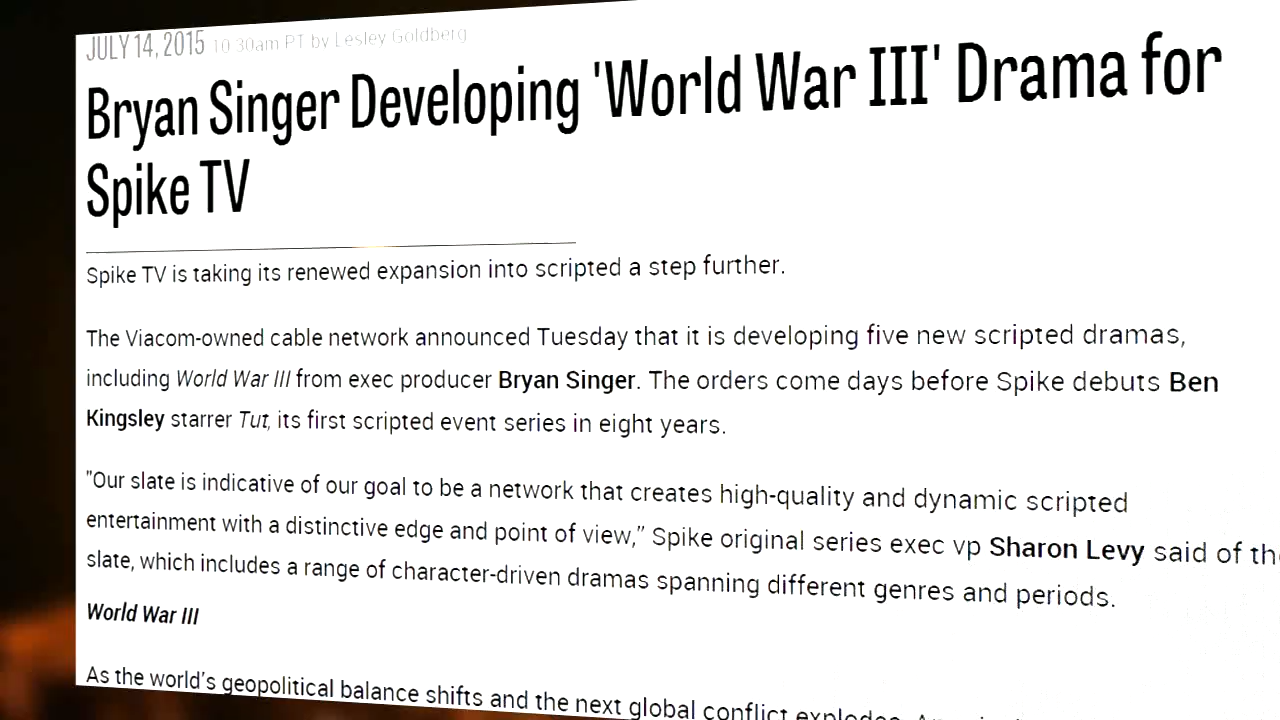 JULY 14, 2015 10:30am PT by Lesley Goldberg
Bryan Singer Developing 'World War III' Drama for
Spike TV
Spike TV is taking its renewed expansion into scripted a step further.
The Viacom-owned cable network announced Tuesday that it is developing five new scripted dramas,
including World War III from exec producer Bryan Singer. The orders come days before Spike debuts Ben
Kingsley starrer Tut, its first scripted event series in eight years.
"Our slate is indicative of our goal to be a network that creates high-quality and dynamic scripted
entertainment with a distinctive edge and point of view,” Spike original series exec vp Sharon Levy said of the
slate, which includes a range of character-driven dramas spanning different genres and periods.
World War III
As the world’s geopolitical balance shifts and the next global conflict explodes,